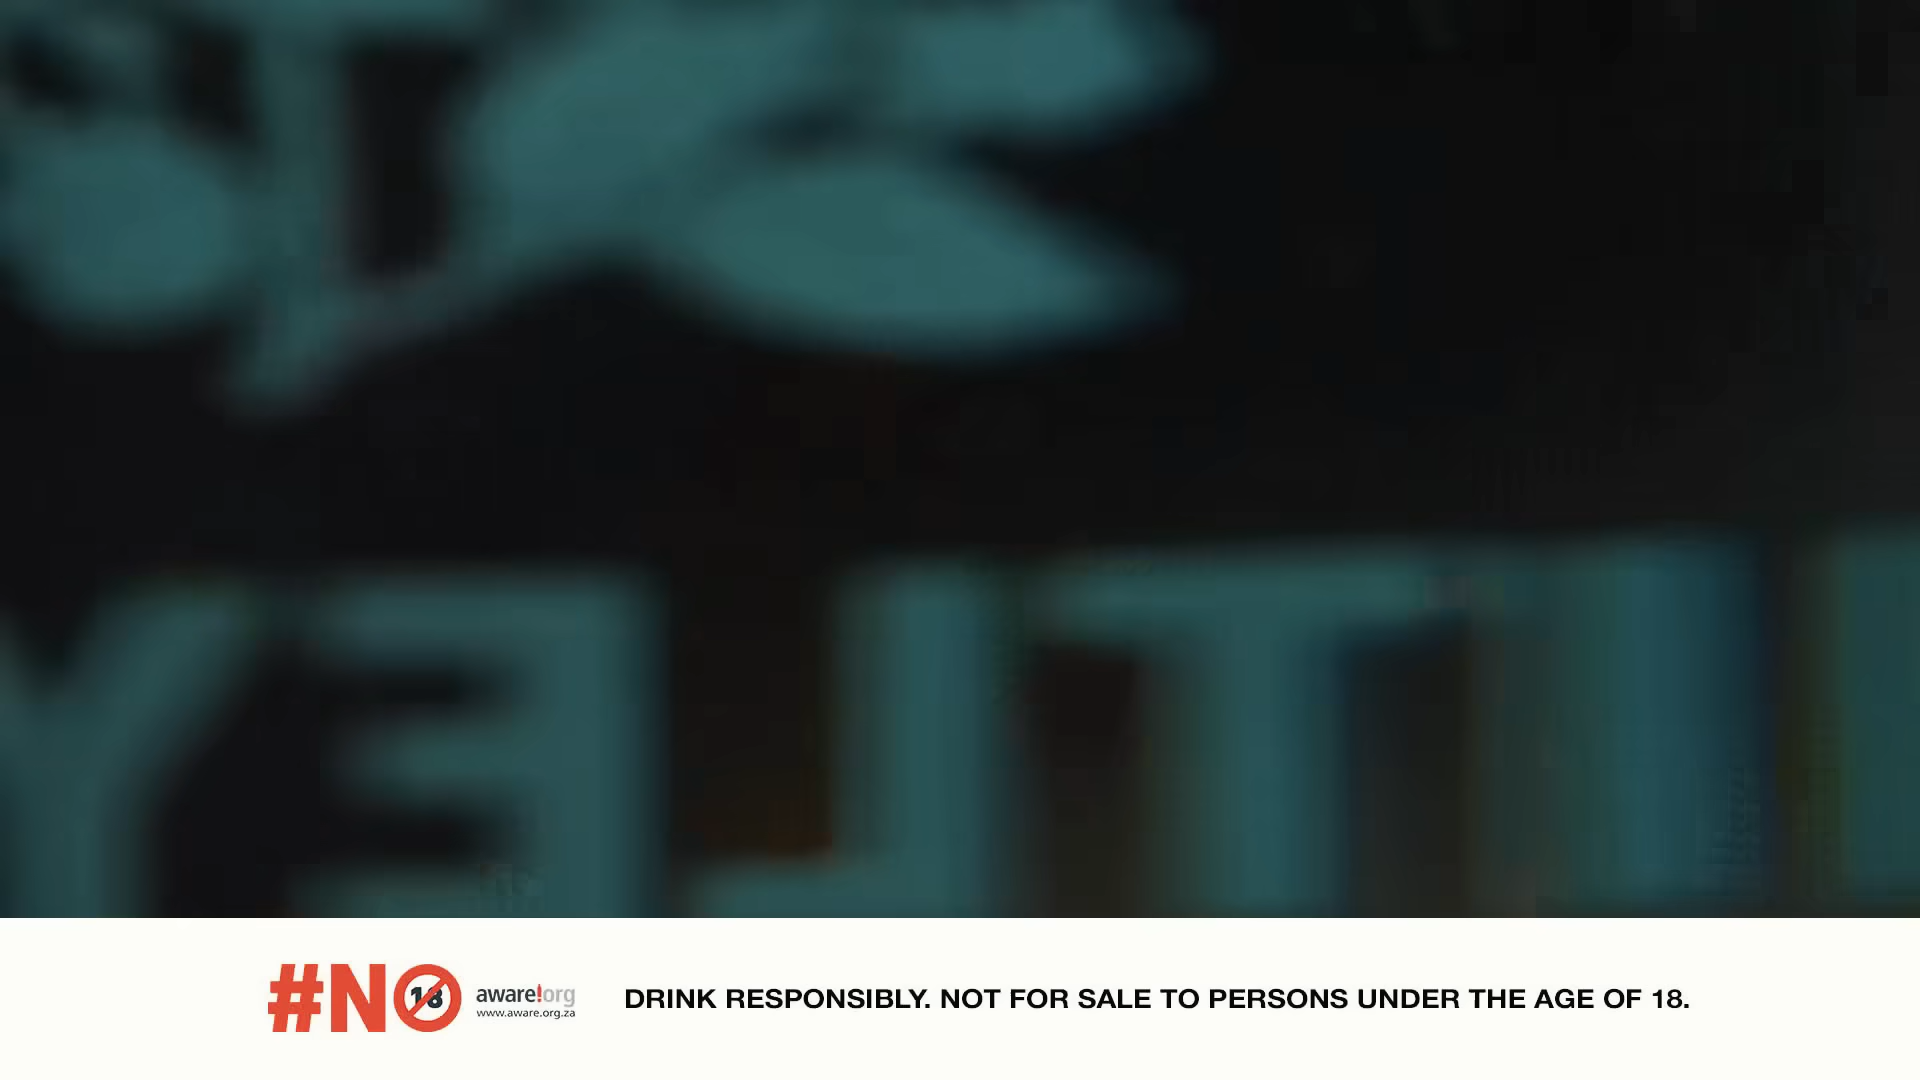 ITLEY
#NO 18
aware!org
www.aware.org.za
DRINK RESPONSIBLY. NOT FOR SALE TO PERSONS UNDER THE AGE OF 18.